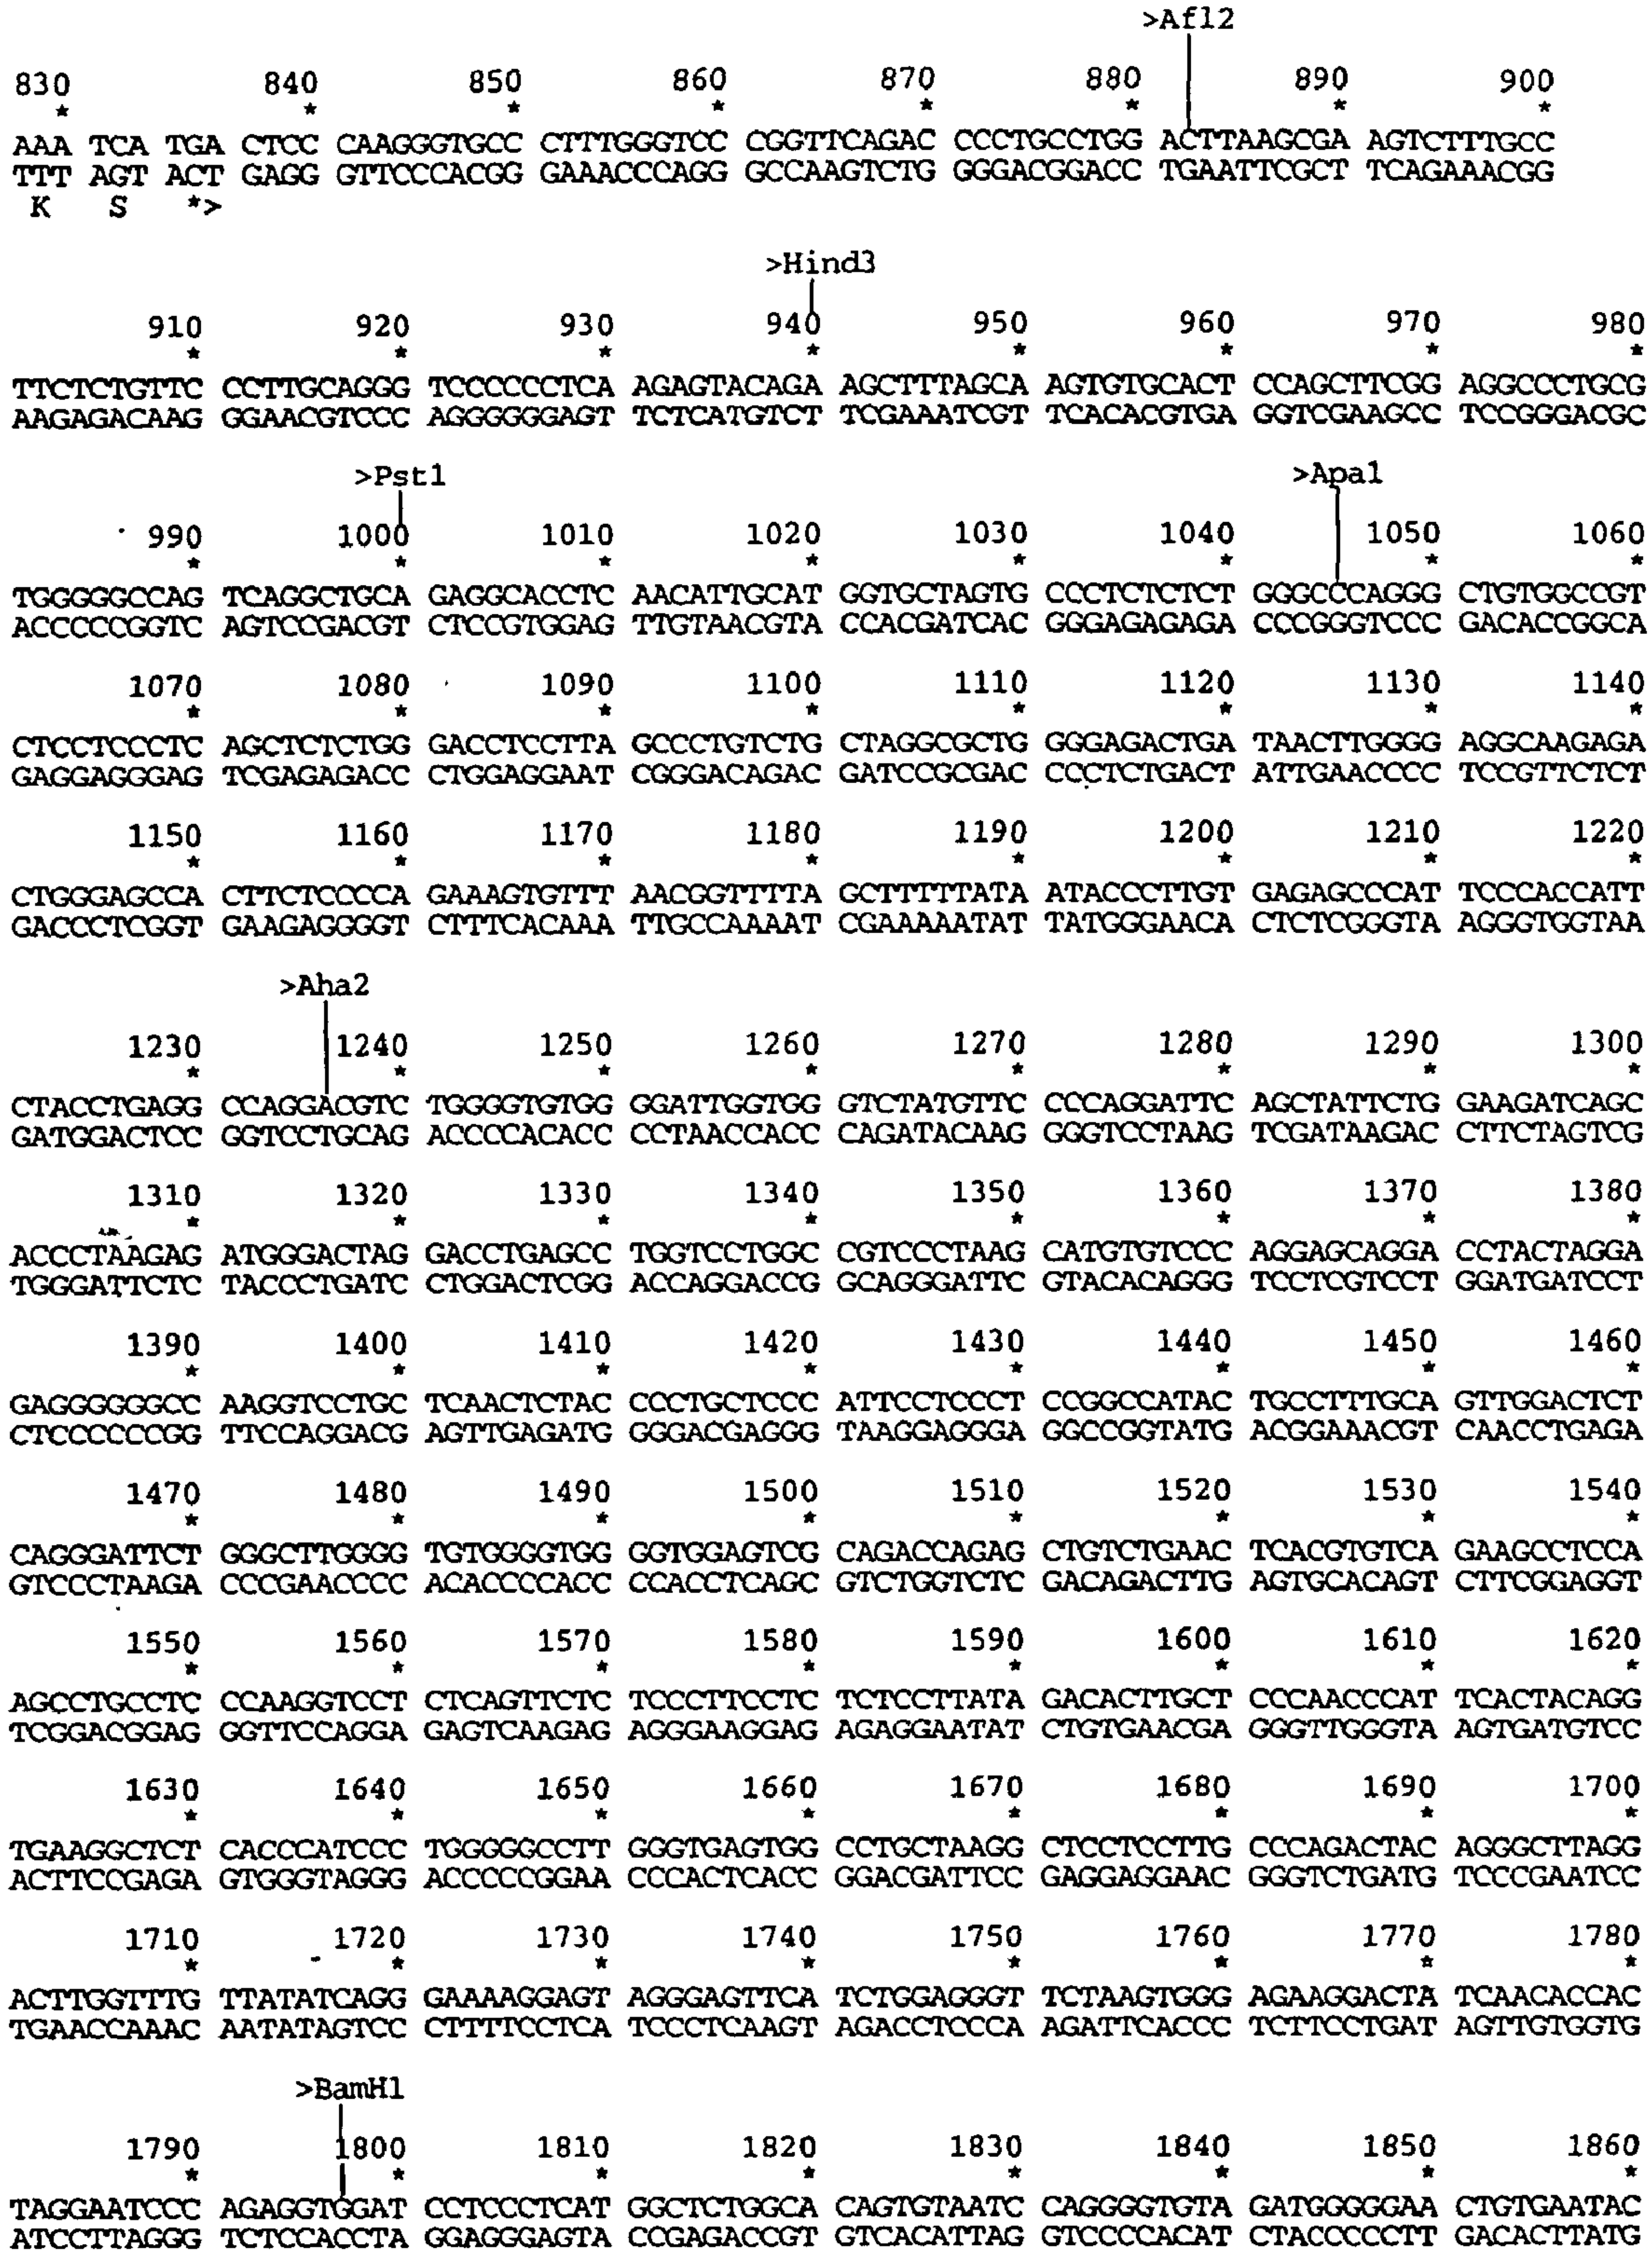 >Afl2
830 840 850 860 870 880 890 900
* * * * * * * *
AAA TCA TGA CTCC CAAGGGTGCC CTTTGGGTCC CGGTTCAGAC CCCTGCCTGG ACTTAAGCGA AGTCTTTGCC
TTT AGT ACT GAGG GTTCCCACGG GAAACCCAGG GCCAAGTCTG GGGACGGACC TGAATTCGCT TCAGAAACGG
K S *>
>Hind3
910 920 930 940 950 960 970 980
* * * * * * * *
TTCTCTGTTC CCTTGCAGGG TCCCCCCTCA AGAGTACAGA AGCTTTAGCA AGTGTGCACT CCAGCTTCGG AGGCCCTGCG
AAGAGACAAG GGAACGTCCC AGGGGGGAGT TCTCATGTCT TCGAAATCGT TCACACGTGA GGTCGAAGCC TCCGGGACGC
>Pst1 >Apa1
990 1000 1010 1020 1030 1040 1050 1060
* * * * * * * *
TGGGGGCCAG TCAGGCTGCA GAGGCACCTC AACATTGCAT GGTGCTAGTG CCCTCTCTCT GGGCCCAGGG CTGTGGCCGT
ACCCCCGGTC AGTCCGACGT CTCCGTGGAG TTGTAACGTA CCACGATCAC GGGAGAGAGA CCCGGGTCCC GACACCGGCA
1070 1080 1090 1100 1110 1120 1130 1140
* * * * * * * *
CTCCTCCCTC AGCTCTCTGG GACCTCCTTA GCCCTGTCTG CTAGGCGCTG GGGAGACTGA TAACTTGGGG AGGCAAGAGA
GAGGAGGGAG TCGAGAGACC CTGGAGGAAT CGGGACAGAC GATCCGCGAC CCCTCTGACT ATTGAACCCC TCCGTTCTCT
1150 1160 1170 1180 1190 1200 1210 1220
* * * * * * * *
CTGGGAGCCA CTTCTCCCCA GAAAGTGTTT AACGGTTTTA GCTTTTTATA ATACCCTTGT GAGAGCCCAT TCCCACCATT
GACCCTCGGT GAAGAGGGGT CTTTCACAAA TTGCCAAAAT CGAAAAATAT TATGGGAACA CTCTCGGGTA AGGGTGGTAA
>Aha2
1230 1240 1250 1260 1270 1280 1290 1300
* * * * * * * *
CTACCTGAGG CCAGGACGTC TGGGGTGTGG GGATTGGTGG GTCTATGTTC CCCAGGATTC AGCTATTCTG GAAGATCAGC
GATGGACTCC GGTCCTGCAG ACCCCACACC CCTAACCACC CAGATACAAG GGGTCCTAAG TCGATAAGAC CTTCTAGTCG
1310 1320 1330 1340 1350 1360 1370 1380
* * * * * * * *
ACCCTAAGAG ATGGGACTAG GACCTGAGCC TGGTCCTGGC CGTCCCTAAG CATGTGTCCC AGGAGCAGGA CCTACTAGGA
TGGGATTCTC TACCCTGATC CTGGACTCGG ACCAGGACCG GCAGGGATTC GTACACAGGG TCCTCGTCCT GGATGATCCT
1390 1400 1410 1420 1430 1440 1450 1460
* * * * * * * *
GAGGGGGGCC AAGGTCCTGC TCAACTCTAC CCCTGCTCCC ATTCCTCCCT CCGGCCATAC TGCCTTTGCA GTTGGACTCT
CTCCCCCCGG TTCCAGGACG AGTTGAGATG GGGACGAGGG TAAGGAGGGA GGCCGGTATG ACGGAAACGT CAACCTGAGA
1470 1480 1490 1500 1510 1520 1530 1540
* * * * * * * *
CAGGGATTCT GGGCTTGGGG TGTGGGGTGG GGTGGAGTCG CAGACCAGAG CTGTCTGAAC TCACGTGTCA GAAGCCTCCA
GTCCCTAAGA CCCGAACCCC ACACCCCACC CCACCTCAGC GTCTGGTCTC GACAGACTTG AGTGCACAGT CTTCGGAGGT
1550 1560 1570 1580 1590 1600 1610 1620
* * * * * * * *
AGCCTGCCTC CCAAGGTCCT CTCAGTTCTC TCCCTTCCTC TCTCCTTATA GACACTTGCT CCCAACCCAT TCACTACAGG
TCGGACGGAG GGTTCCAGGA GAGTCAAGAG AGGGAAGGAG AGAGGAATAT CTGTGAACGA GGGTTGGGTA AGTGATGTCC
1630 1640 1650 1660 1670 1680 1690 1700
* * * * * * * *
TGAAGGCTCT CACCCATCCC TGGGGGCCTT GGGTGAGTGG CCTGCTAAGG CTCCTCCTTG CCCAGACTAC AGGGCTTAGG
ACTTCCGAGA GTGGGTAGGG ACCCCCGGAA CCCACTCACC GGACGATTCC GAGGAGGAAC GGGTCTGATG TCCCGAATCC
1710 1720 1730 1740 1750 1760 1770 1780
* * * * * * * *
ACTTGGTTTG TTATATCAGG GAAAAGGAGT AGGGAGTTCA TCTGGAGGGT TCTAAGTGGG AGAAGGACTA TCAACACCAC
TGAACCAAAC AATATAGTCC CTTTTCCTCA TCCCTCAAGT AGACCTCCCA AGATTCACCC TCTTCCTGAT AGTTGTGGTG
>BamH1
1790 1800 1810 1820 1830 1840 1850 1860
* * * * * * * *
TAGGAATCCC AGAGGTGGAT CCTCCCTCAT GGCTCTGGCA CAGTGTAATC CAGGGGTGTA GATGGGGGAA CTGTGAATAC
ATCCTTAGGG TCTCCACCTA GGAGGGAGTA CCGAGACCGT GTCACATTAG GTCCCCACAT CTACCCCCTT GACACTTATG